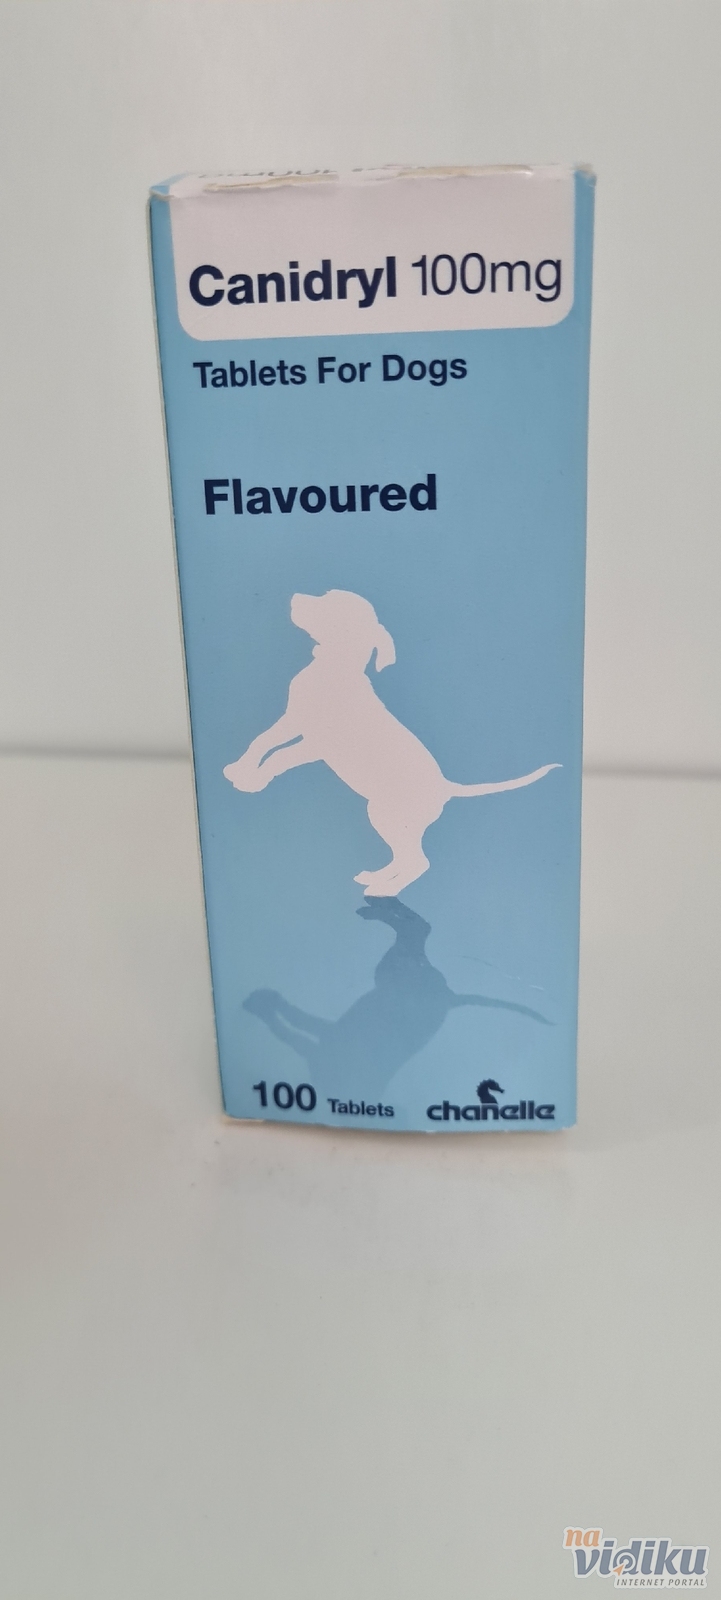 Canidryl 100mg
Tablets For Dogs
Flavoured
100 Tablets
chanelle
na
vidiku
INTERNET PORTAL